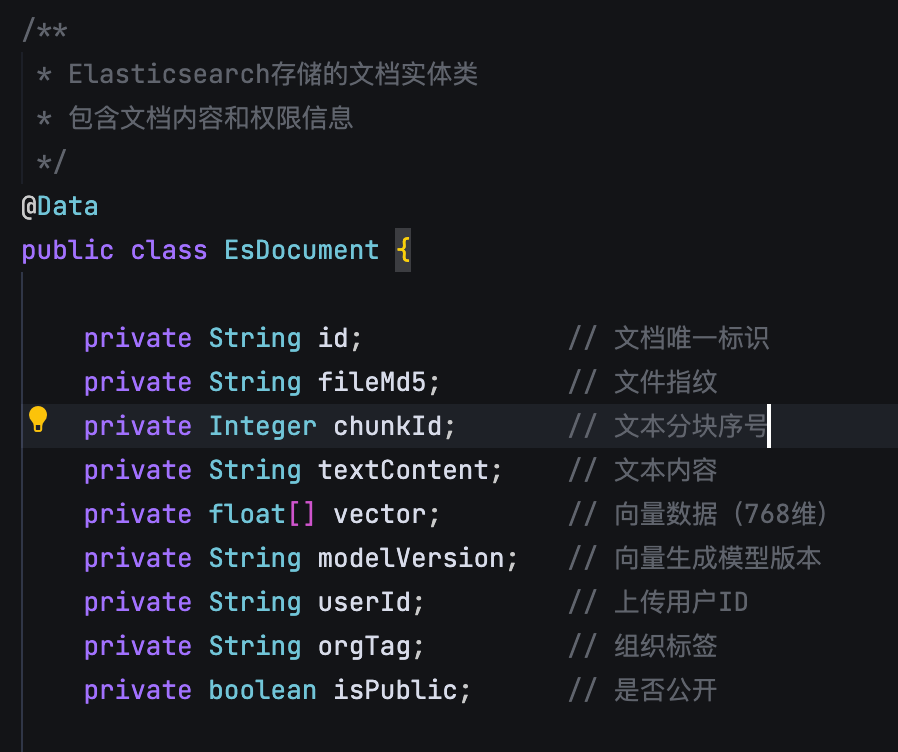 /**
* Elasticsearch存储的文档实体类
* 包含文档内容和权限信息
*/
@Data
public class EsDocument {
private String id; // 文档唯一标识
private String fileMd5; // 文件指纹
private Integer chunkId; // 文本分块序号
private String textContent; // 文本内容
private float[] vector; // 向量数据（768维）
private String modelVersion; // 向量生成模型版本
private String userId; // 上传用户ID
private String orgTag; // 组织标签
private boolean isPublic; // 是否公开